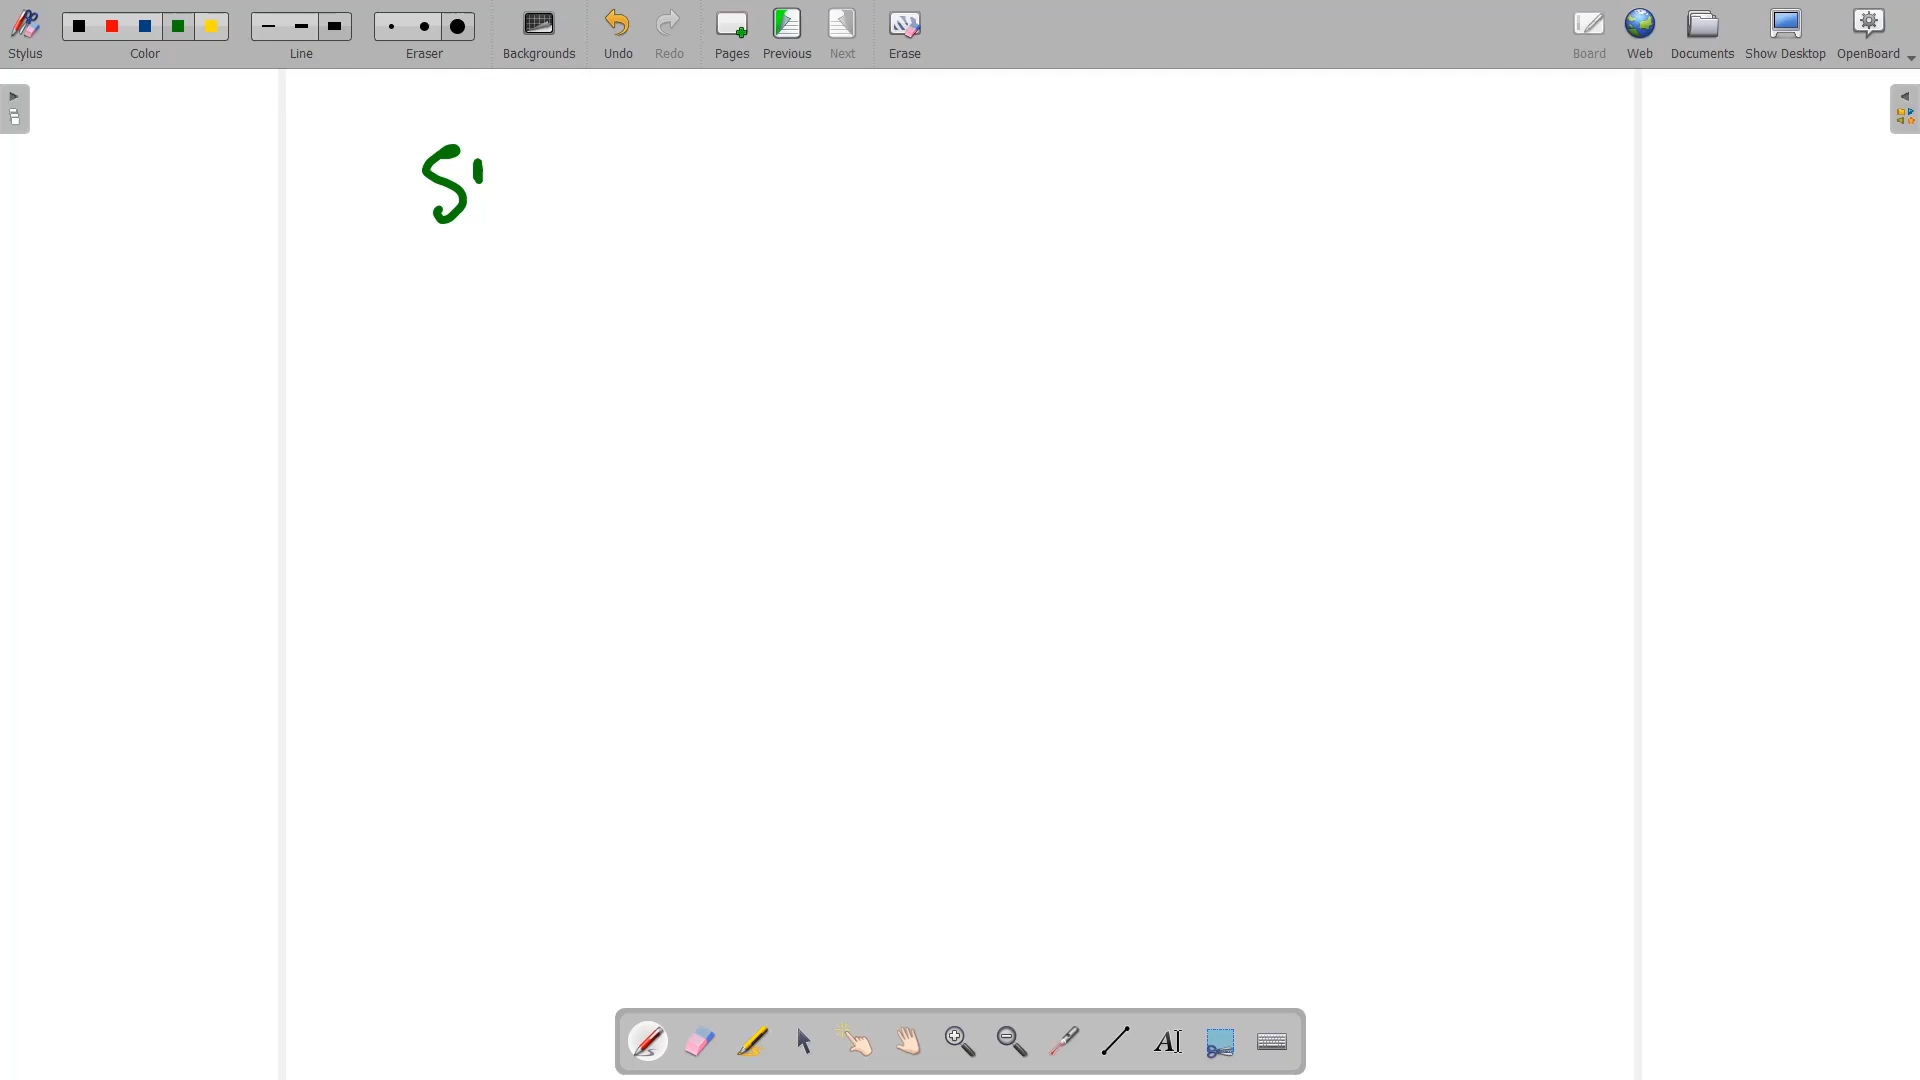 Stylus
Color
Line
Eraser
Backgrounds
Undo
Redo
Pages
Previous
Next
Erase
Board
Web
Documents
Show Desktop
OpenBoard
S'